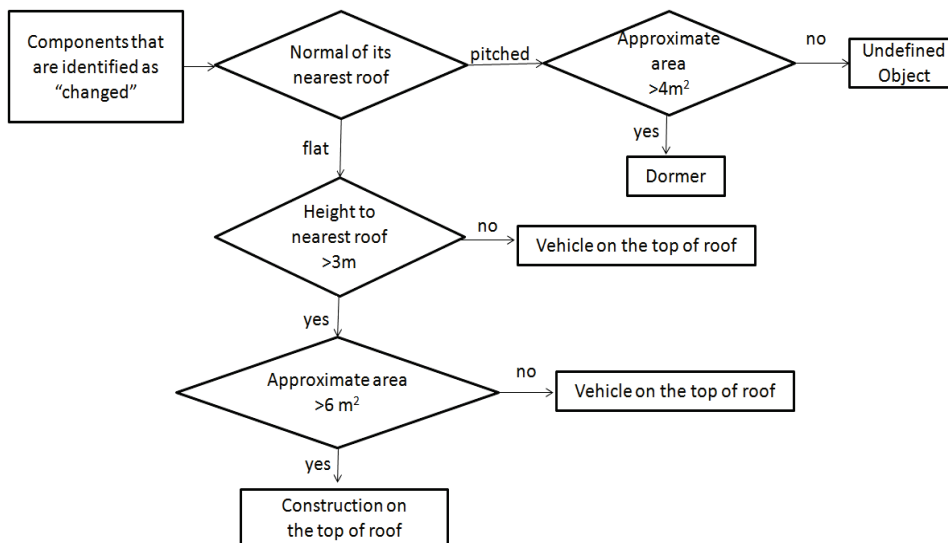 Components that
are identified as
“changed”
Normal of its
nearest roof
pitched
Approximate
area
>4m²
no
Undefined
Object
yes
Dormer
flat
Height to
nearest roof
>3m
no
Vehicle on the top of roof
yes
Approximate area
>6 m²
no
Vehicle on the top of roof
yes
Construction on
the top of roof